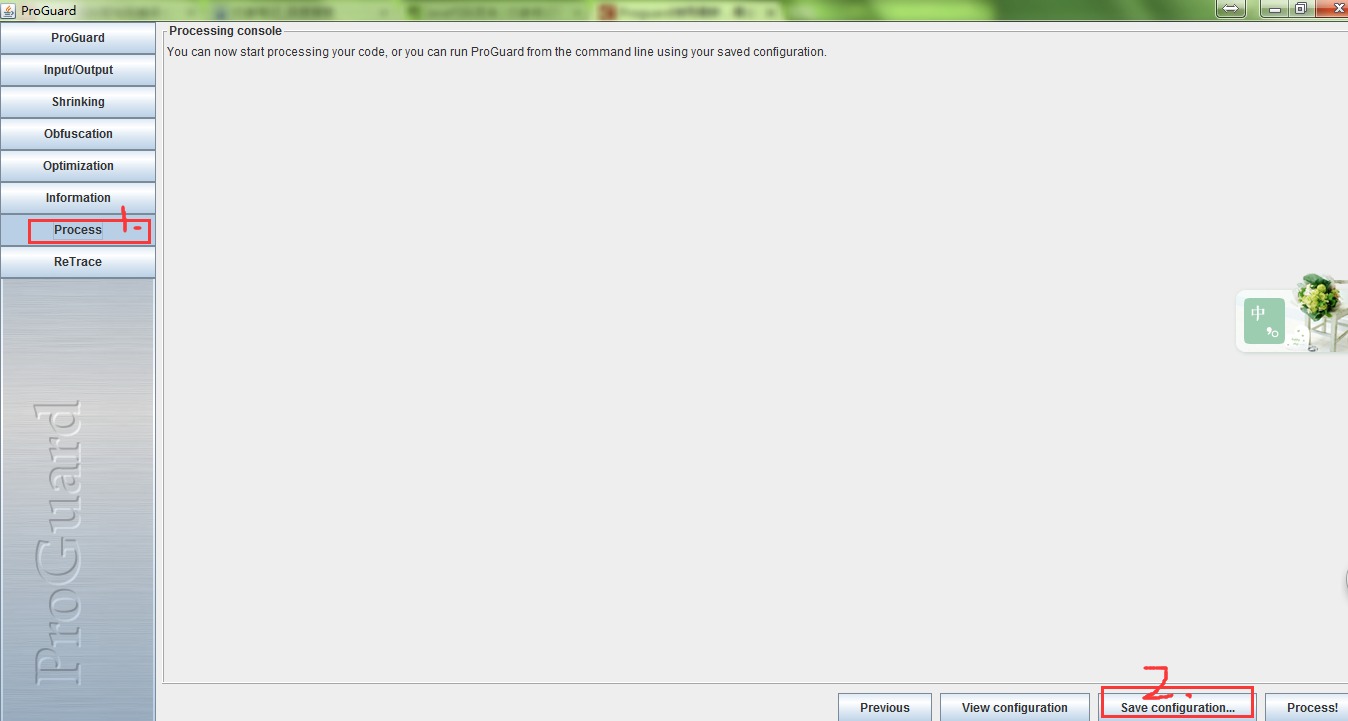 ProGuard
ProGuard
Input/Output
Shrinking
Obfuscation
Optimization
Information
Process
1.
ReTrace
ProGuard
Processing console
You can now start processing your code, or you can run ProGuard from the command line using your saved configuration.
中
2.
Previous
View configuration
Save configuration...
Process!